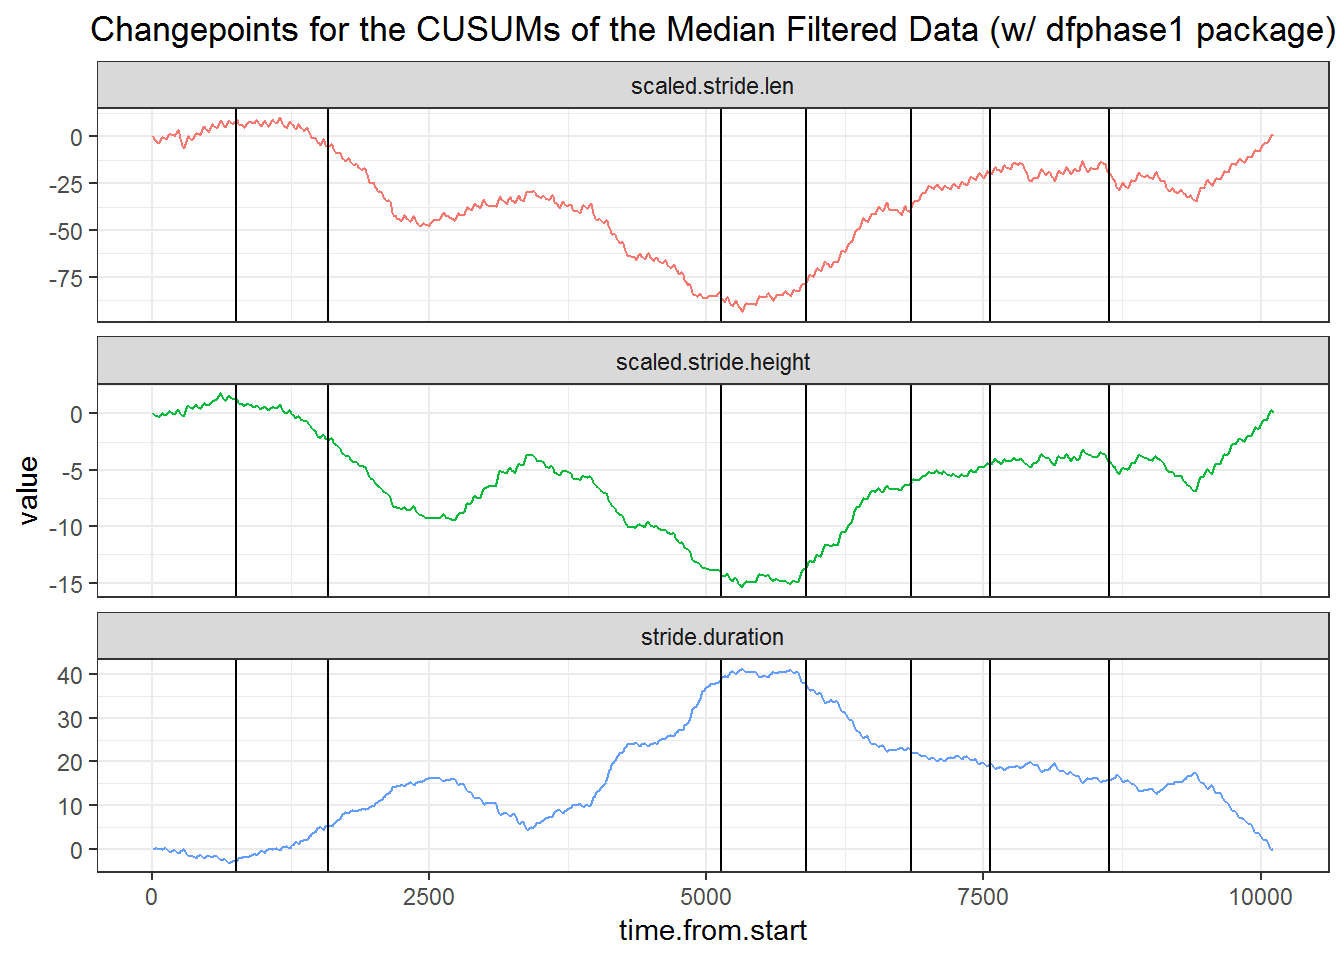 Changepoints for the CUSUMs of the Median Filtered Data (w/ dfphase1 package)
scaled.stride.len
0
-25
-50
-75
scaled.stride.height
0
-5
-10
-15
value
stride.duration
40
30
20
10
0
0 2500 5000 7500 10000
time.from.start